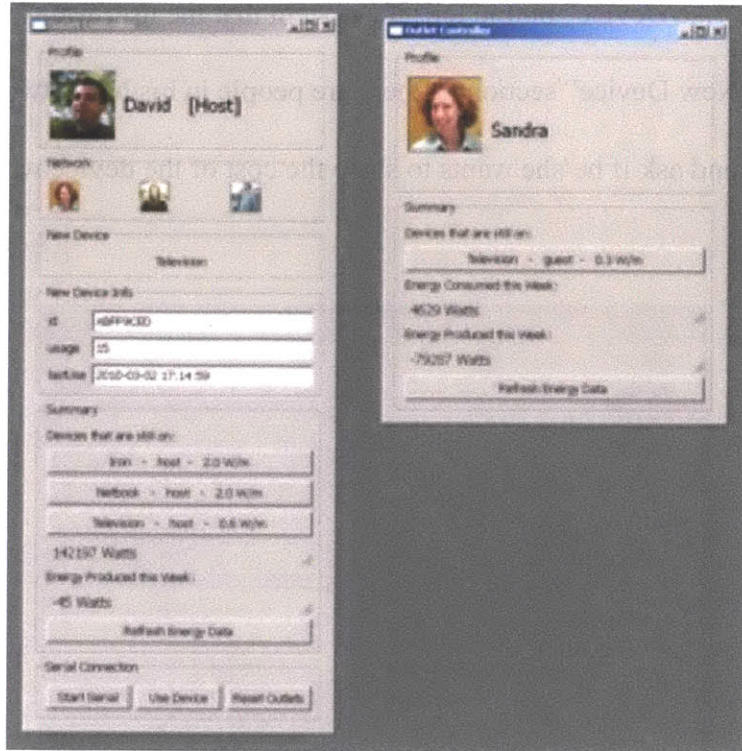 Outlet Controller
Profile
David [Host]
Network
New Device
Television
New Device Info
id
usage 15
lastUse 2010-03-02 17:14:59
Summary
Devices that are still on:
Iron - host - 2.0 W/m
Netbook - host - 2.0 W/m
Television - host - 0.6 W/m
142197 Watts
Energy Produced this Week:
-45 Watts
Refresh Energy Data
Serial Connection
Start Serial Use Device Reset Outlets
Outlet Controller
Profile
Sandra
Summary
Devices that are still on:
Television - guest - 0.3 W/m
Energy Consumed this Week:
4629 Watts
Energy Produced this Week:
-79287 Watts
Refresh Energy Data